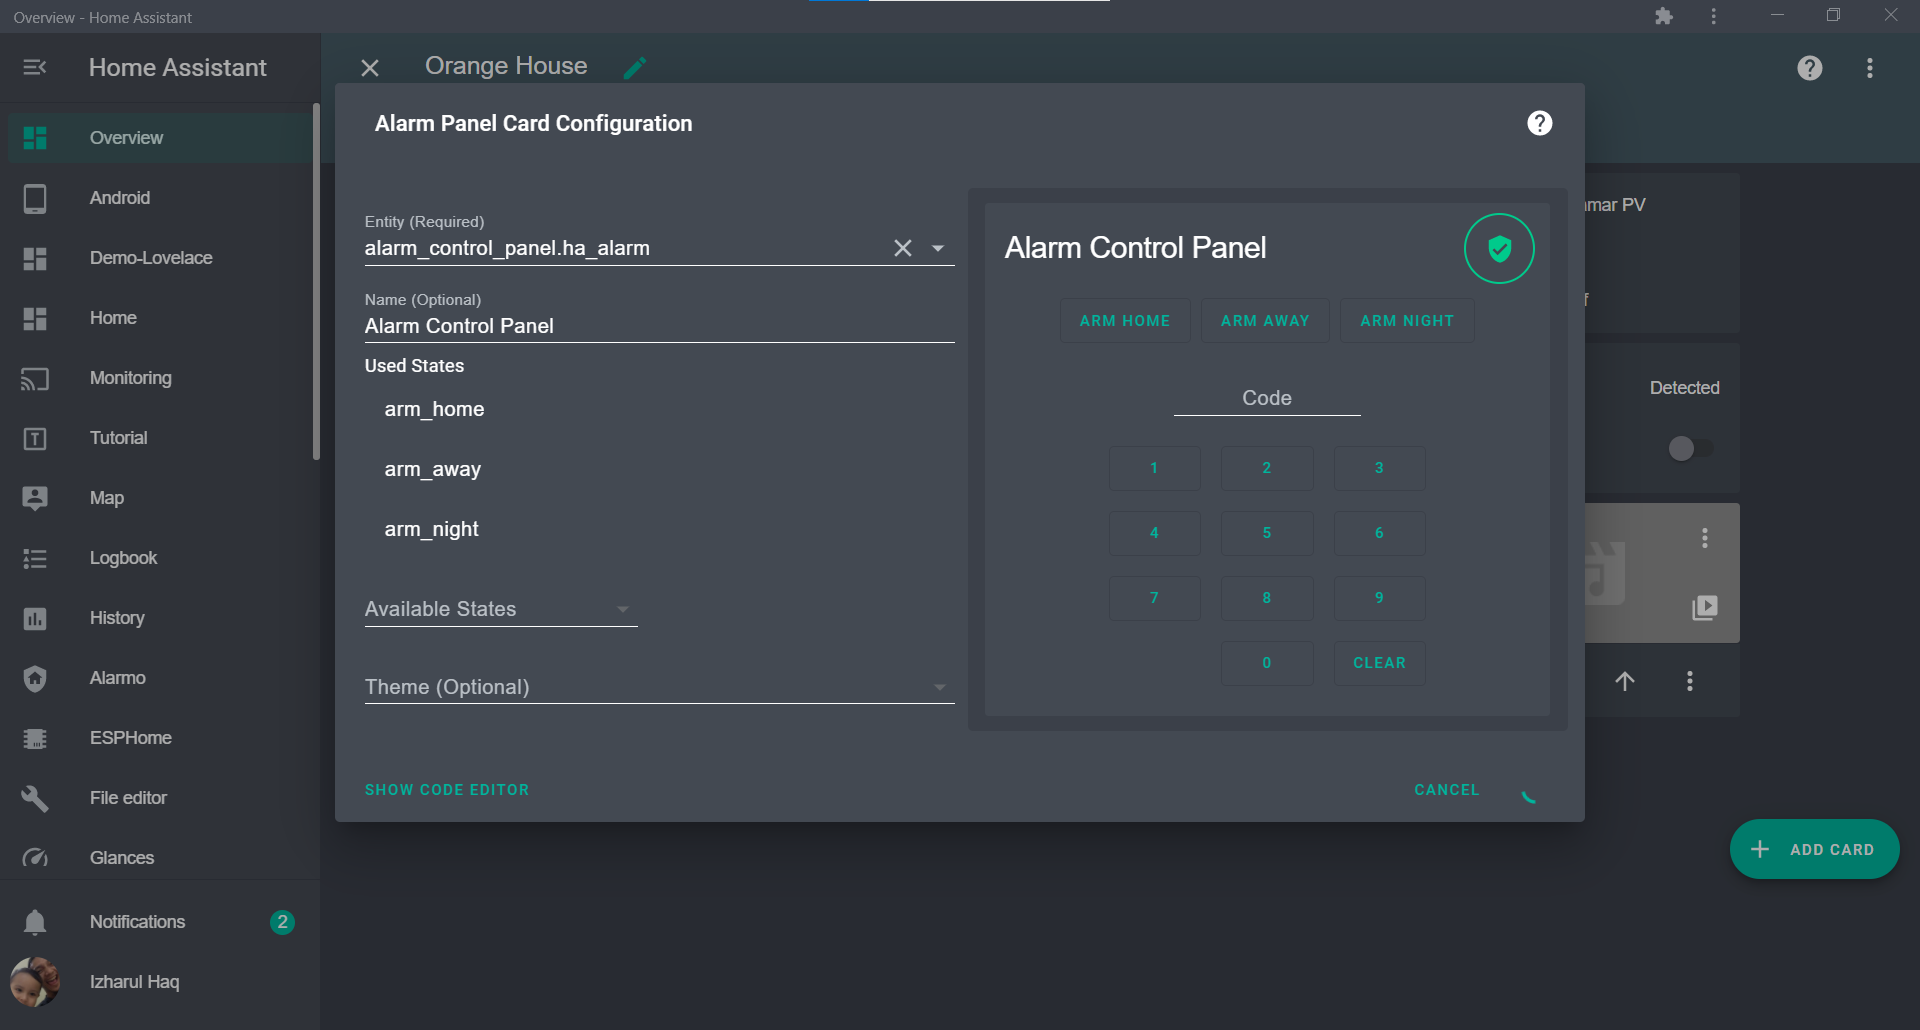 Overview - Home Assistant
Home Assistant
Orange House
Overview
Android
Demo-Lovelace
Home
Monitoring
Tutorial
Map
Logbook
History
Alarmo
ESPHome
File editor
Glances
Notifications
2
Izharul Haq
Alarm Panel Card Configuration
Entity (Required)
alarm_control_panel.ha_alarm
Name (Optional)
Alarm Control Panel
Used States
arm_home
arm_away
arm_night
Available States
Theme (Optional)
SHOW CODE EDITOR
Alarm Control Panel
ARM HOME ARM AWAY ARM NIGHT
Code
1 2 3
4 5 6
7 8 9
0 CLEAR
CANCEL
PV
Detected
ADD CARD